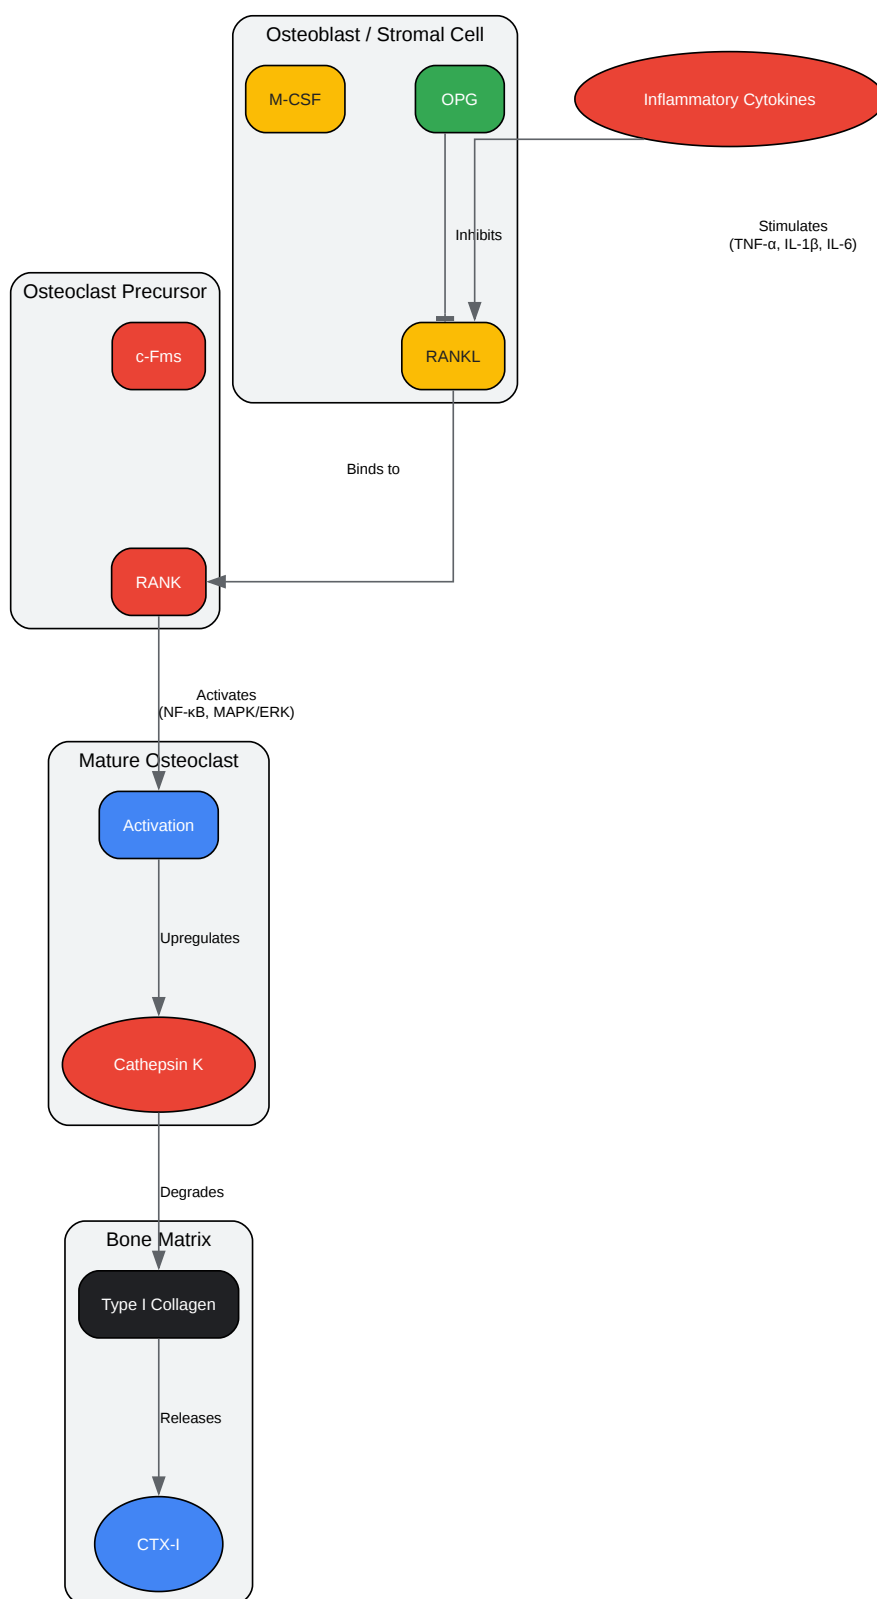 Osteoblast / Stromal Cell
M-CSF
OPG
Inflammatory Cytokines
Stimulates
(TNF-α, IL-1β, IL-6)
Inhibits
Osteoclast Precursor
c-Fms
RANKL
Binds to
RANK
Activates
(NF-κB, MAPK/ERK)
Mature Osteoclast
Activation
Upregulates
Cathepsin K
Degrades
Bone Matrix
Type I Collagen
Releases
CTX-I